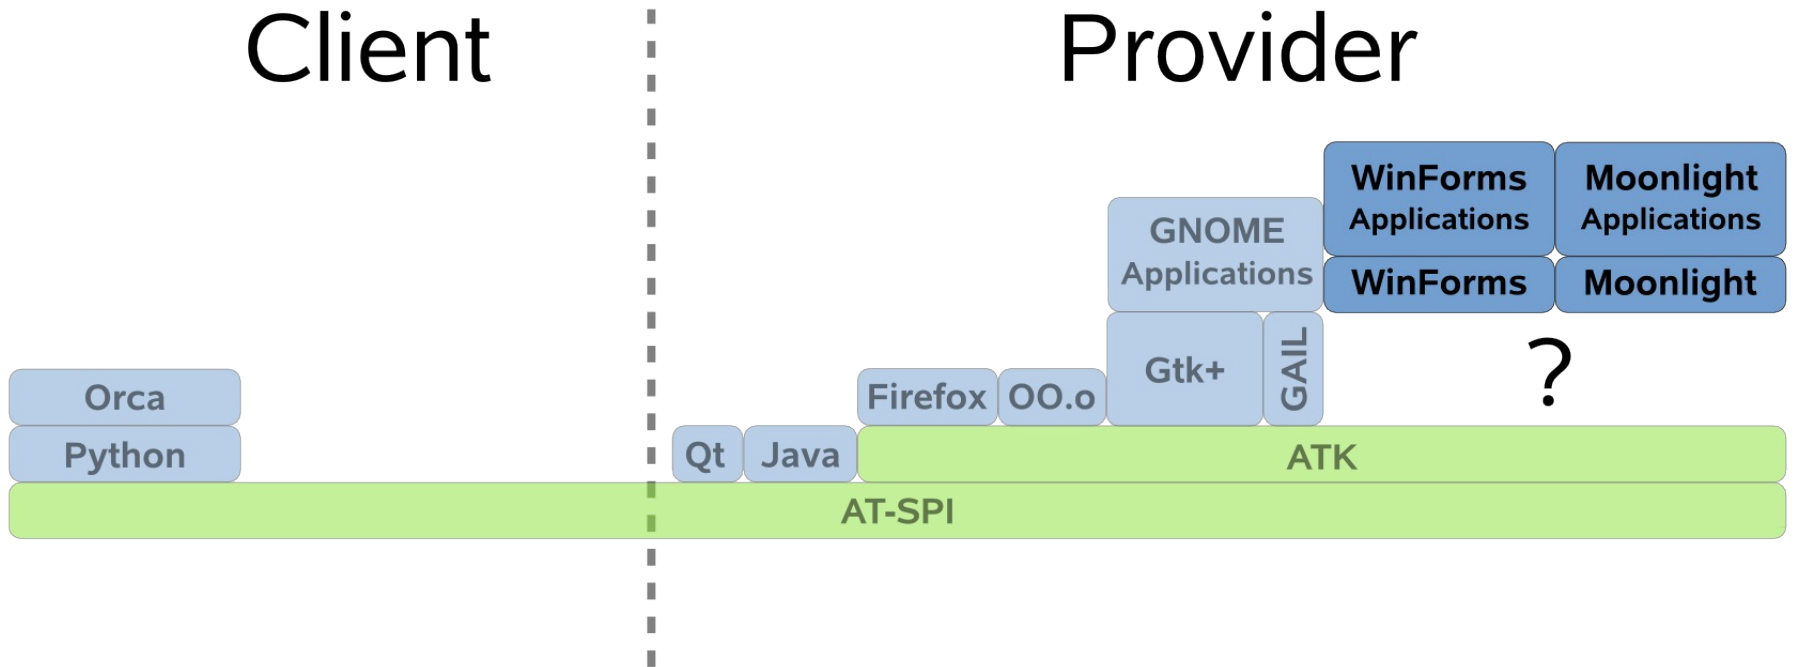 Client
Provider
WinForms
Applications
Moonlight
Applications
GNOME
Applications
WinForms
Moonlight
Gtk+
GAIL
?
Orca
Firefox
OO.o
Python
Qt
Java
ATK
AT-SPI